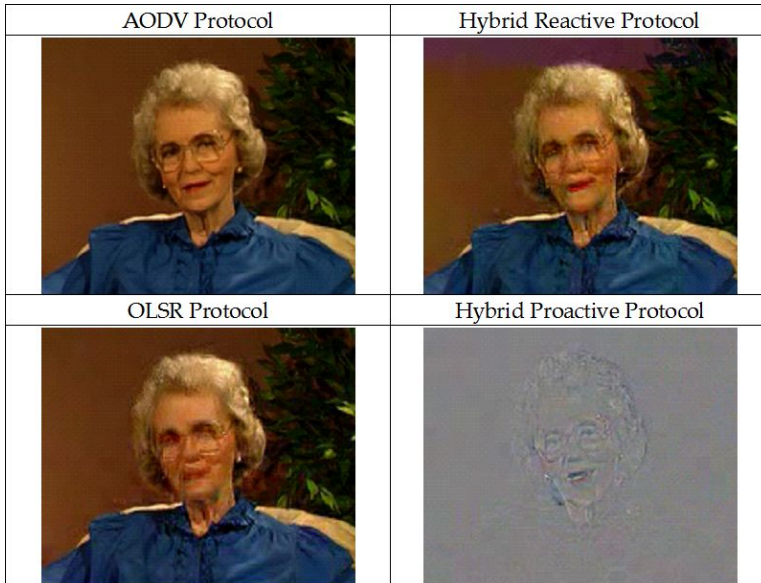 AODV Protocol
Hybrid Reactive Protocol
OLSR Protocol
Hybrid Proactive Protocol